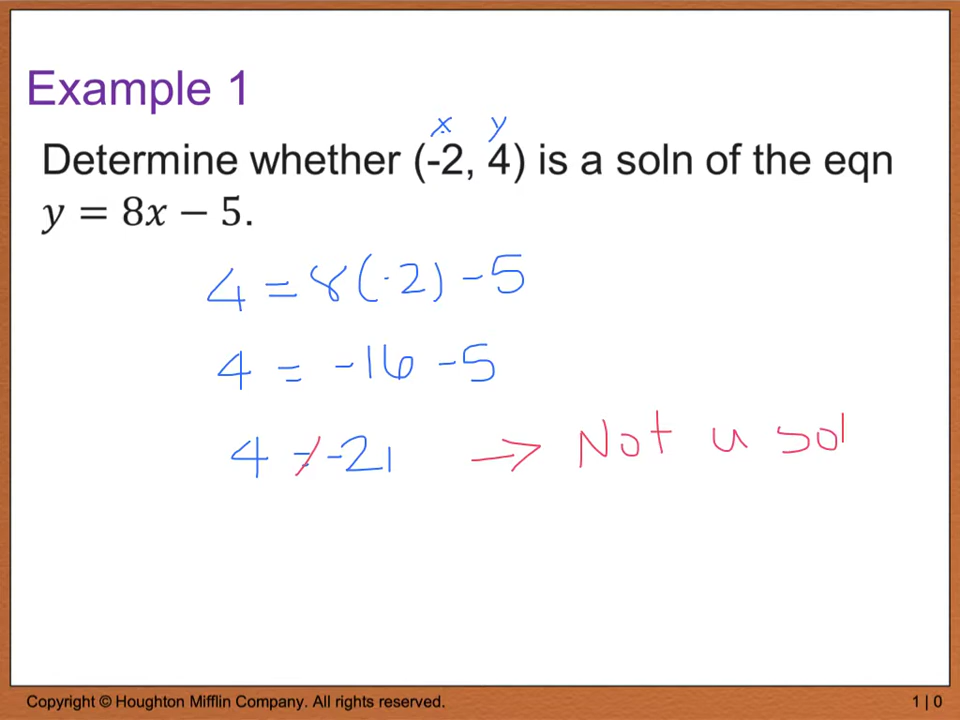 Example 1
x y
Determine whether (-2, 4) is a soln of the eqn
y = 8x − 5.
4 = 8(-2) - 5
4 = -16 - 5
4 ≠ -21 → Not a sol
Copyright © Houghton Mifflin Company. All rights reserved. 1 | 0